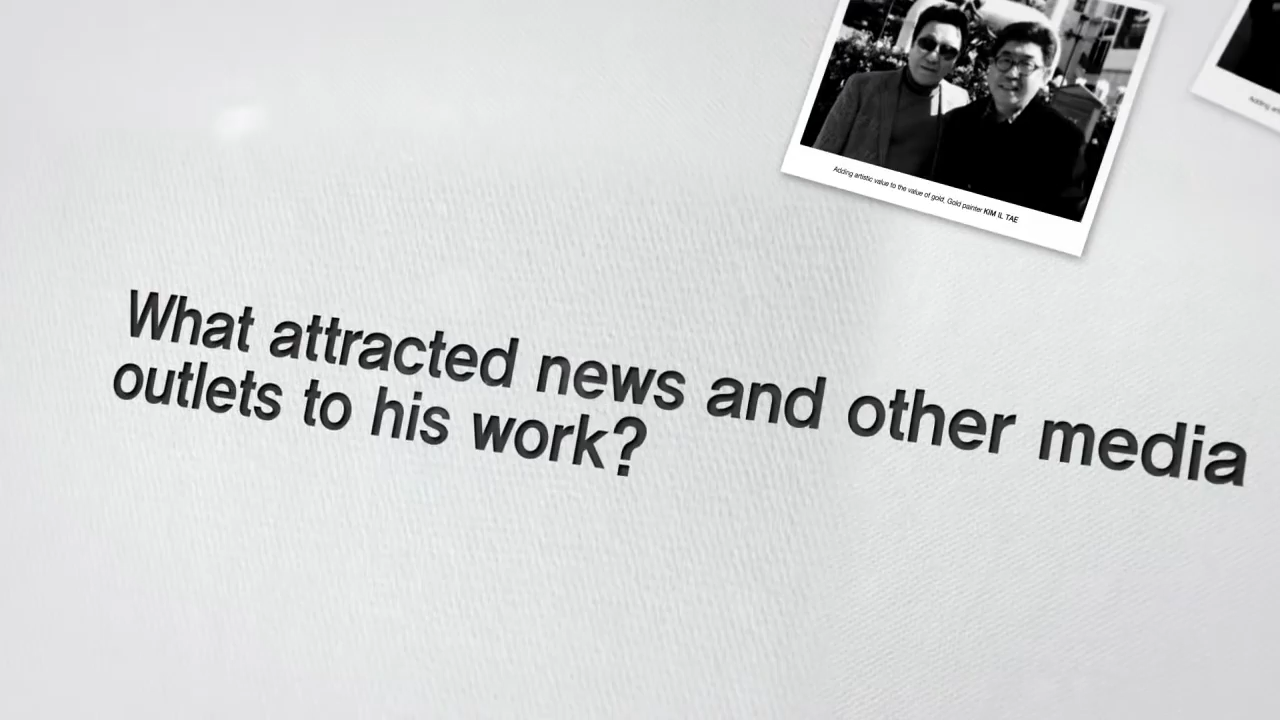 Adding artistic value to the value of gold, Gold painter KIM IL TAE
What attracted news and other media
outlets to his work?